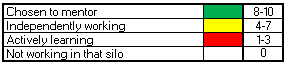 Chosen to mentor 8-10
Independently working 4-7
Actively learning 1-3
Not working in that silo 0